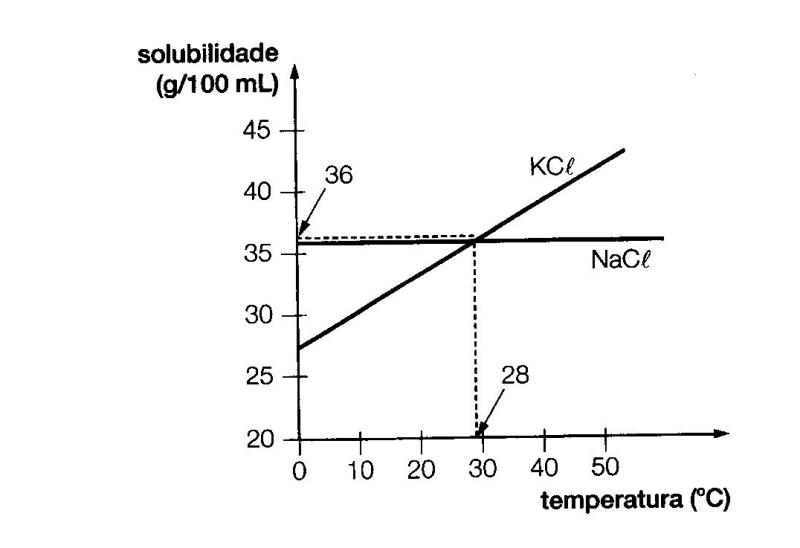 solubilidade
(g/100 mL)
45
36
KCℓ
40
35
NaCℓ
30
28
25
20
0 10 20 30 40 50
temperatura (ºC)